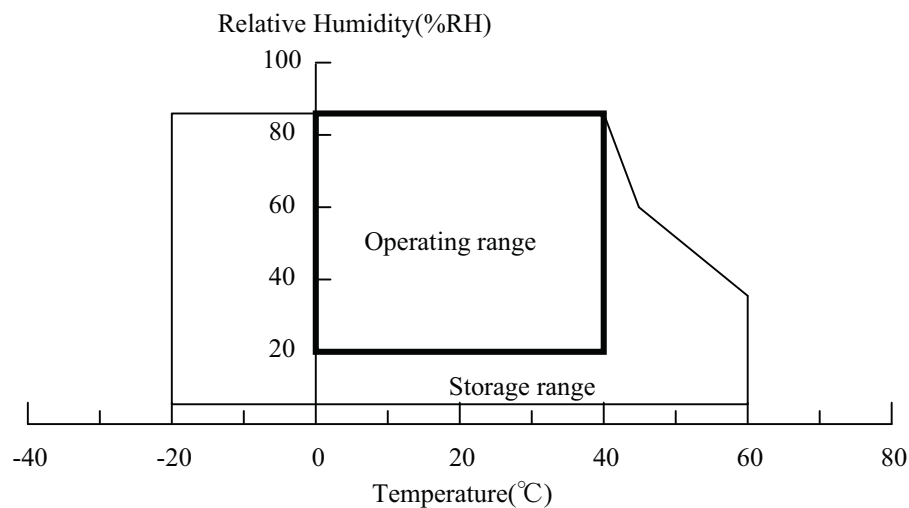 Relative Humidity(%RH)
100
80
60
Operating range
40
20
Storage range
-40 -20 0 20 40 60 80
Temperature(℃)